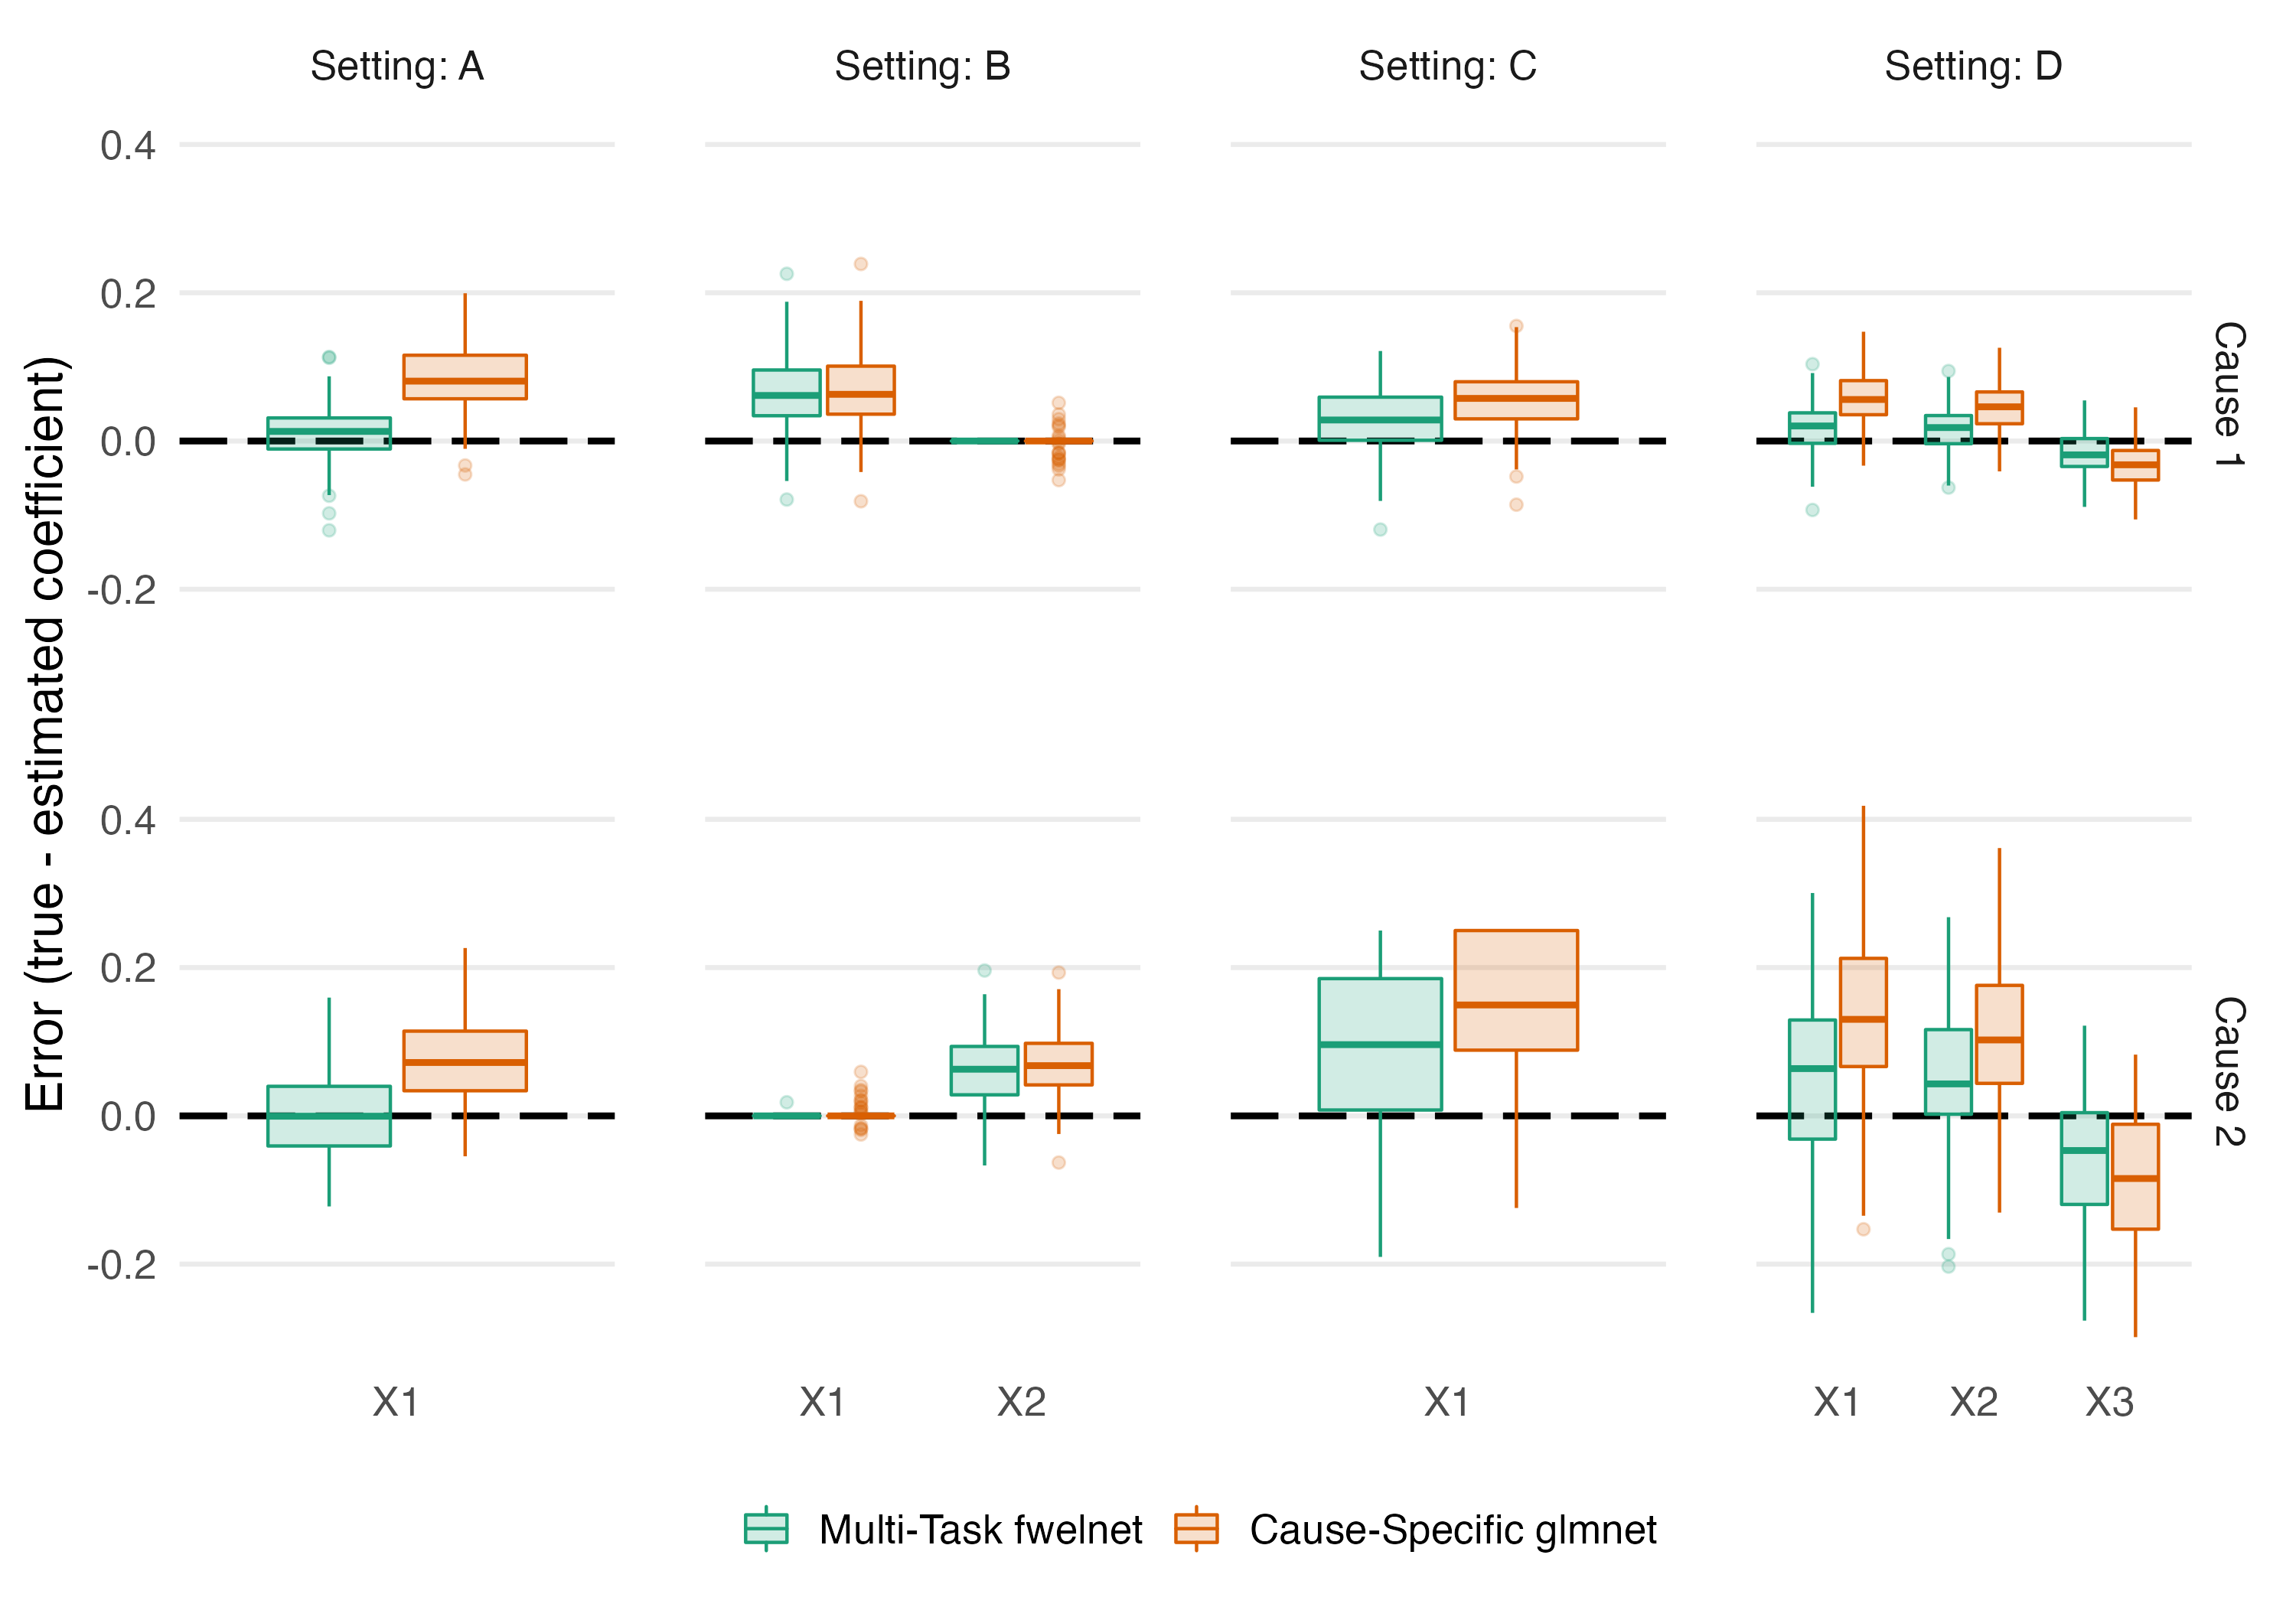 Setting: A
Setting: B
Setting: C
Setting: D
Error (true - estimated coefficient)
0.4
0.2
0.0
-0.2
Cause 1
0.4
0.2
0.0
-0.2
Cause 2
X1
X1
X2
X1
X1
X2
X3
Multi-Task fwelnet
Cause-Specific glmnet